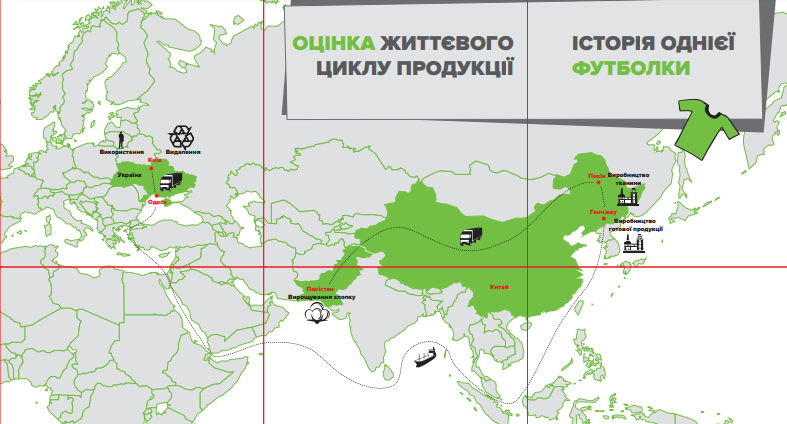 ОЦІНКА ЖИТТЄВОГО
ЦИКЛУ ПРОДУКЦІЇ
ІСТОРІЯ ОДНІЄЇ
ФУТБОЛКИ
Використання
Видалення
Київ
Україна
Одеса
Пекін
Виробництво
тканини
Ганчжоу
Виробництво
готової продукції
Пакістан
Вирощування хлопку
Китай